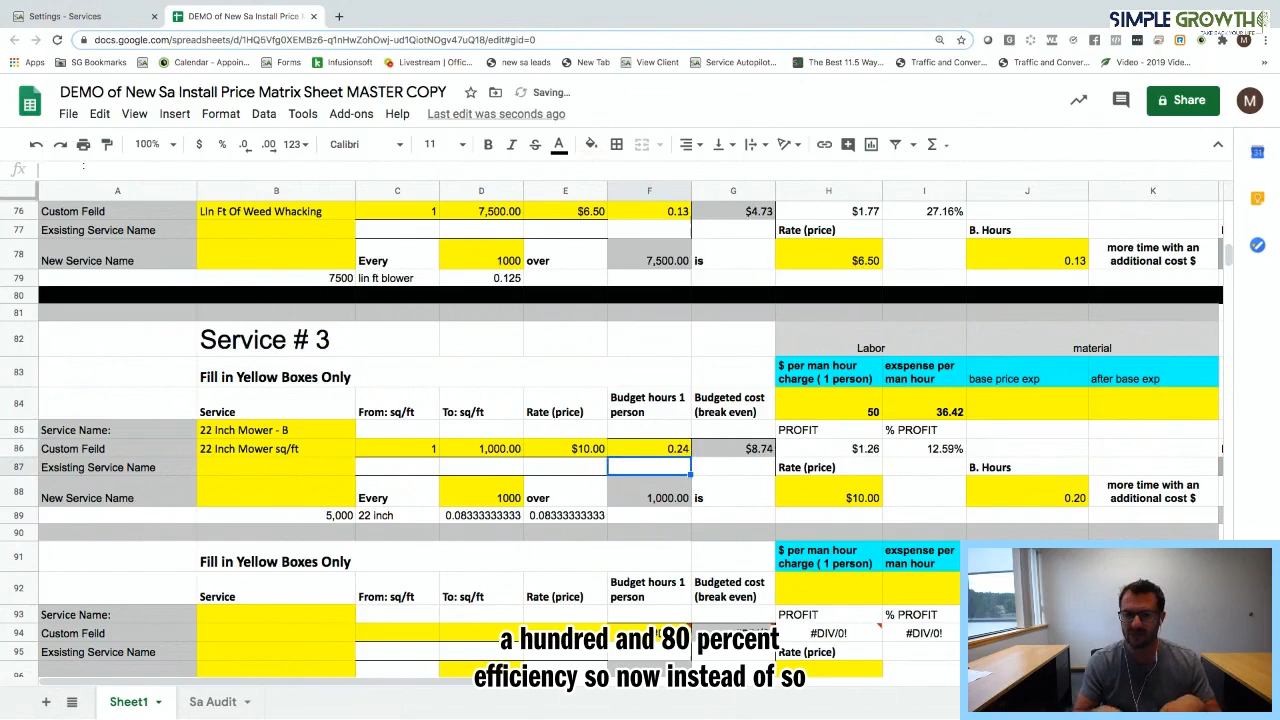 Settings - Services
DEMO of New Sa Install Price M
SIMPLE GROWTH
TAKE BACK YOUR LIFE
docs.google.com/spreadsheets/d/1HQ5Vfg0XEMBz6-q1nHwZohOwj-ud1QiotNOgv47uQ18/edit#gid=0
Apps SG Bookmarks Calendar - Appoin... Forms Infusionsoft Livestream | Offic... new sa leads New Tab View Client Service Autopilot... The Best 11.5 Way... Traffic and Conver... Traffic and Conver... Video - 2019 Vide...
DEMO of New Sa Install Price Matrix Sheet MASTER COPY Saving...
File Edit View Insert Format Data Tools Add-ons Help Last edit was seconds ago
Share M
100% $ % .0 .00 123 Calibri 11 B I S A
fx
A B C D E F G H I J K
76 Custom Feild Lln Ft Of Weed Whacking 1 7,500.00 $6.50 0.13 $4.73 $1.77 27.16%
77 Exsisting Service Name Rate (price) B. Hours
78 New Service Name Every 1000 over 7,500.00 is $6.50 0.13 more time with an additional cost $
79 7500 lin ft blower 0.125
80
81
82 Service # 3 Labor material
83 Fill in Yellow Boxes Only $ per man hour charge ( 1 person) exspense per man hour base price exp after base exp
84 Service From: sq/ft To: sq/ft Rate (price) Budget hours 1 person Budgeted cost (break even) 50 36.42
85 Service Name: 22 Inch Mower - B PROFIT % PROFIT
86 Custom Feild 22 Inch Mower sq/ft 1 1,000.00 $10.00 0.24 $8.74 $1.26 12.59%
87 Exsisting Service Name Rate (price) B. Hours
88 New Service Name Every 1000 over 1,000.00 is $10.00 0.20 more time with an additional cost $
89 5,000 22 inch 0.08333333333 0.08333333333
90
91 Fill in Yellow Boxes Only $ per man hour charge ( 1 person) exspense per man hour
92 Service From: sq/ft To: sq/ft Rate (price) Budget hours 1 person Budgeted cost (break even)
93 Service Name: PROFIT % PROFIT
94 Custom Feild #DIV/0! #DIV/0!
95 Exsisting Service Name Rate (price)
a hundred and 80 percent
efficiency so now instead of so
Sheet1 Sa Audit